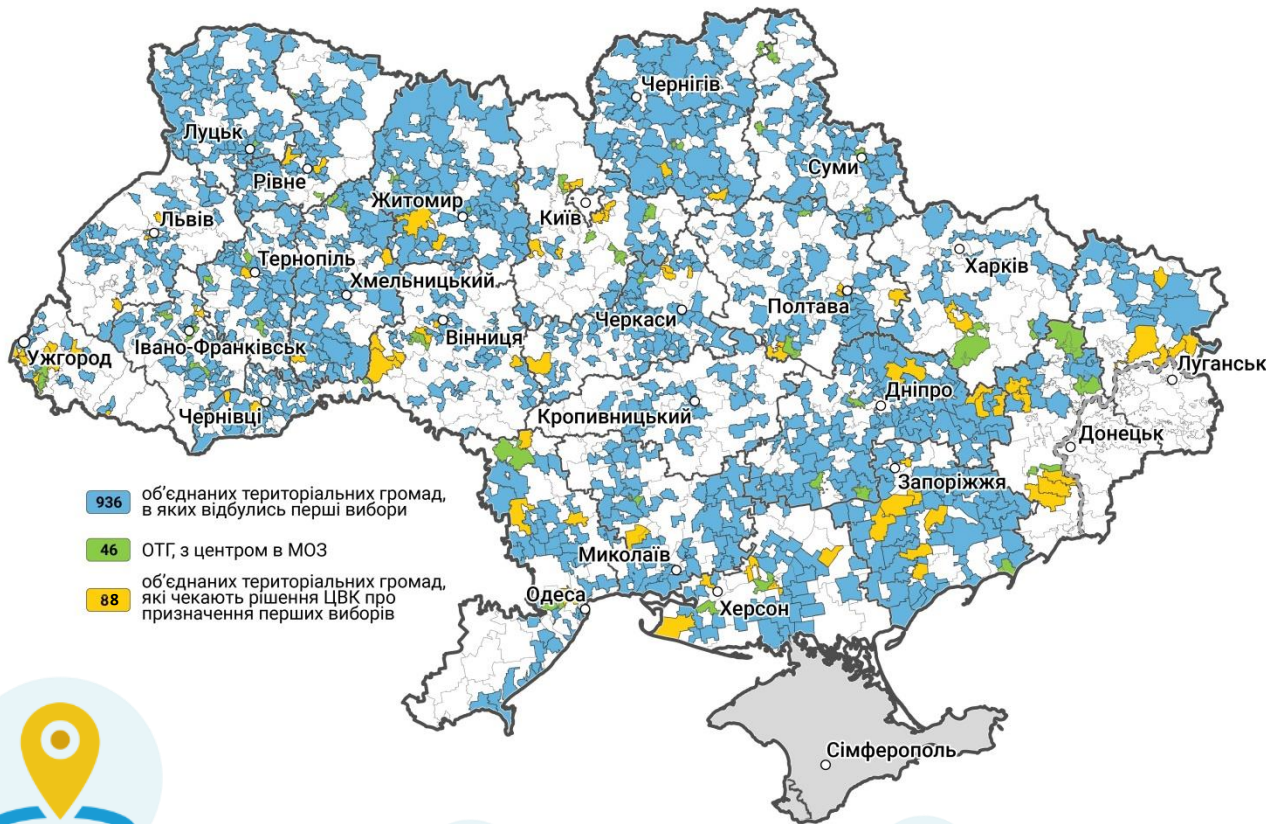 Чернігів
Луцьк
Суми
Рівне
Житомир
Київ
Львів
Харків
Тернопіль
Хмельницький
Полтава
Черкаси
Вінниця
Ужгород
Івано-Франківськ
Луганськ
Дніпро
Чернівці
Кропивницький
Донецьк
Запоріжжя
936 об’єднаних територіальних громад,
в яких відбулись перші вибори
46 ОТГ, з центром в МОЗ
88 об’єднаних територіальних громад,
які чекають рішення ЦВК про
призначення перших виборів
Миколаїв
Одеса
Херсон
Сімферополь